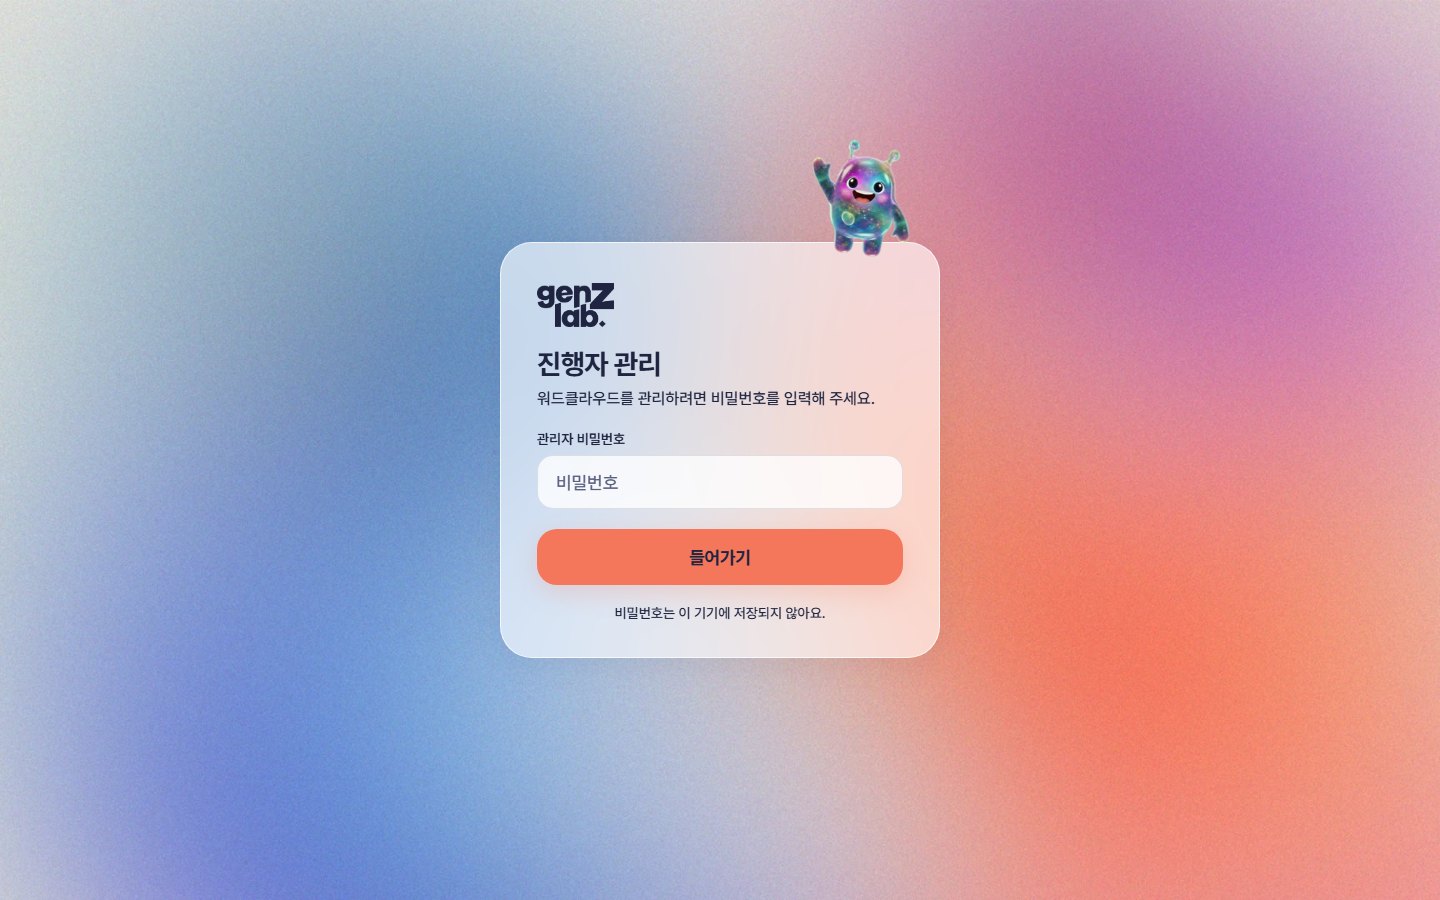 genZ
lab.
진행자 관리
워드클라우드를 관리하려면 비밀번호를 입력해 주세요.
관리자 비밀번호
비밀번호
들어가기
비밀번호는 이 기기에 저장되지 않아요.